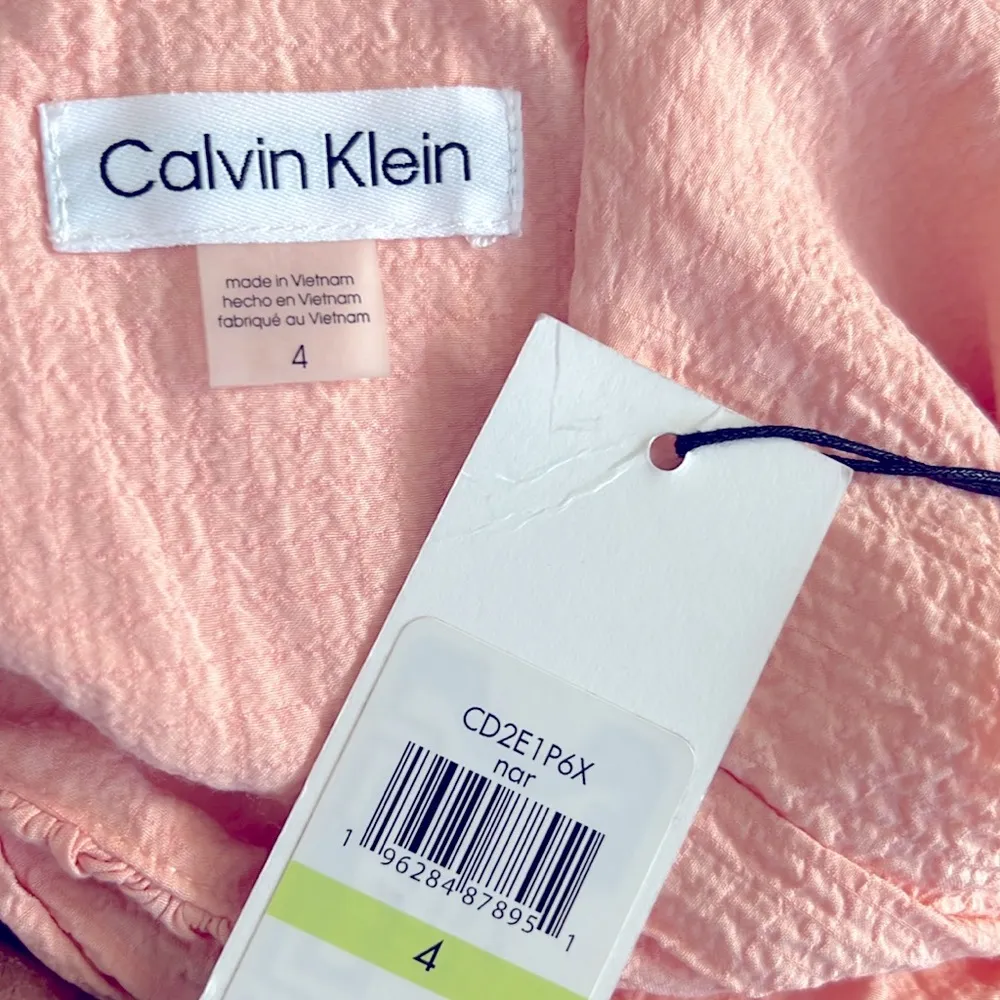 Calvin Klein
made in Vietnam
hecho en Vietnam
fabriqué au Vietnam
4
CD2E1P6X
nar
1 96284 87895 1
4